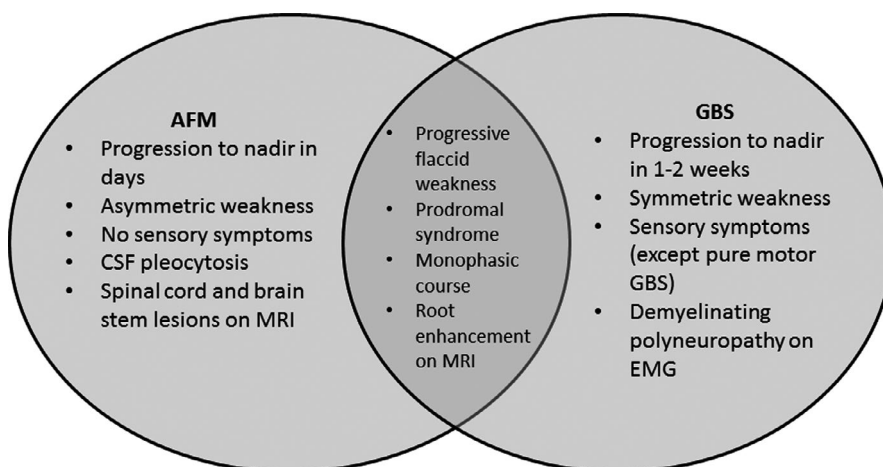 AFM
• Progression to nadir in
days
• Asymmetric weakness
• No sensory symptoms
• CSF pleocytosis
• Spinal cord and brain
stem lesions on MRI
• Progressive
flaccid
weakness
• Prodromal
syndrome
• Monophasic
course
• Root
enhancement
on MRI
GBS
• Progression to nadir
in 1-2 weeks
• Symmetric weakness
• Sensory symptoms
(except pure motor
GBS)
• Demyelinating
polyneuropathy on
EMG